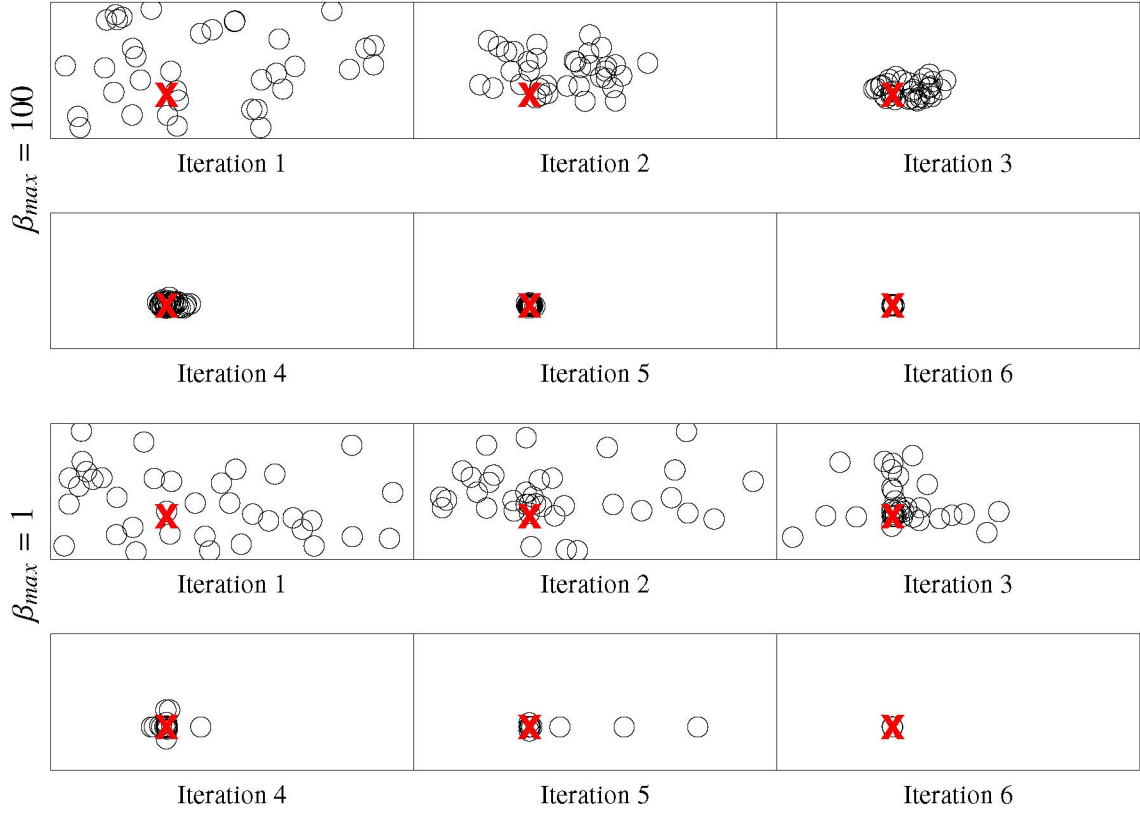 β_max = 100
X X X
Iteration 1 Iteration 2 Iteration 3
X X X
Iteration 4 Iteration 5 Iteration 6
β_max = 1
X X X
Iteration 1 Iteration 2 Iteration 3
X X X
Iteration 4 Iteration 5 Iteration 6